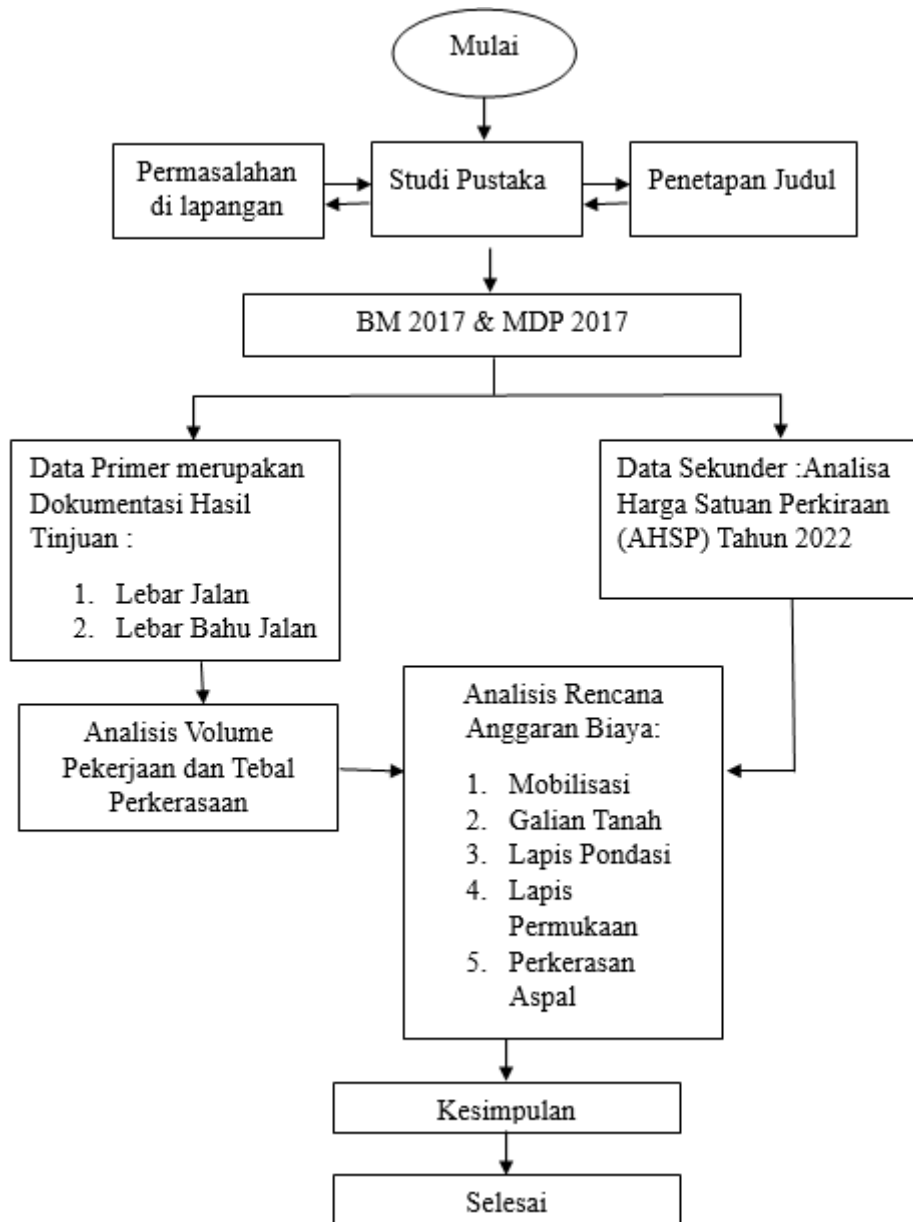 Mulai
Permasalahan
di lapangan
Studi Pustaka
Penetapan Judul
BM 2017 & MDP 2017
Data Primer merupakan
Dokumentasi Hasil
Tinjuan :
1. Lebar Jalan
2. Lebar Bahu Jalan
Data Sekunder :Analisa
Harga Satuan Perkiraan
(AHSP) Tahun 2022
Analisis Volume
Pekerjaan dan Tebal
Perkerasaan
Analisis Rencana
Anggaran Biaya:
1. Mobilisasi
2. Galian Tanah
3. Lapis Pondasi
4. Lapis
Permukaan
5. Perkerasan
Aspal
Kesimpulan
Selesai